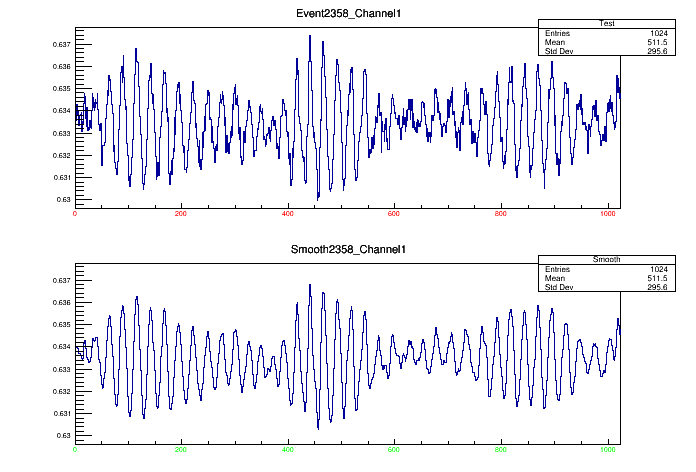 Event2358_Channel1
Test
Entries 1024
Mean 511.5
Std Dev 295.6
0.637
0.636
0.635
0.634
0.633
0.632
0.631
0.63
0 200 400 600 800 1000
Smooth2358_Channel1
Smooth
Entries 1024
Mean 511.5
Std Dev 295.6
0.637
0.636
0.635
0.634
0.633
0.632
0.631
0.63
0 200 400 600 800 1000